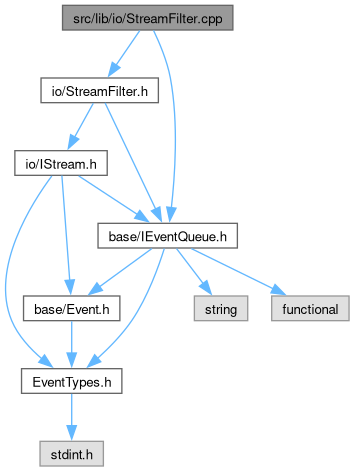 src/lib/io/StreamFilter.cpp
io/StreamFilter.h
io/IStream.h
base/IEventQueue.h
base/Event.h
string
functional
EventTypes.h
stdint.h